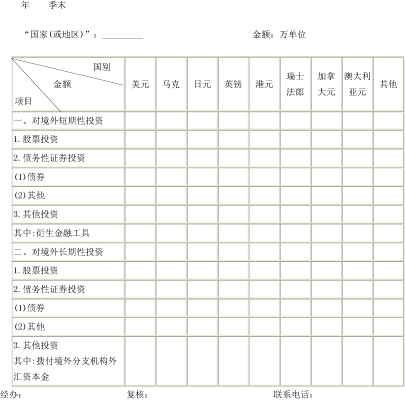 年 季末
“国家(或地区)”：________ 金额：万单位
国别
金额
项目
美元 马克 日元 英镑 港元 瑞士法郎 加拿大元 澳大利亚元 其他
一、对境外短期性投资
1.股票投资
2.债务性证券投资
(1)债券
(2)其他
3.其他投资
其中:衍生金融工具
二、对境外长期性投资
1.股票投资
2.债务性证券投资
(1)债券
(2)其他
3.其他投资
其中:拨付境外分支机构外
汇资本金
经办： 复核： 联系电话：